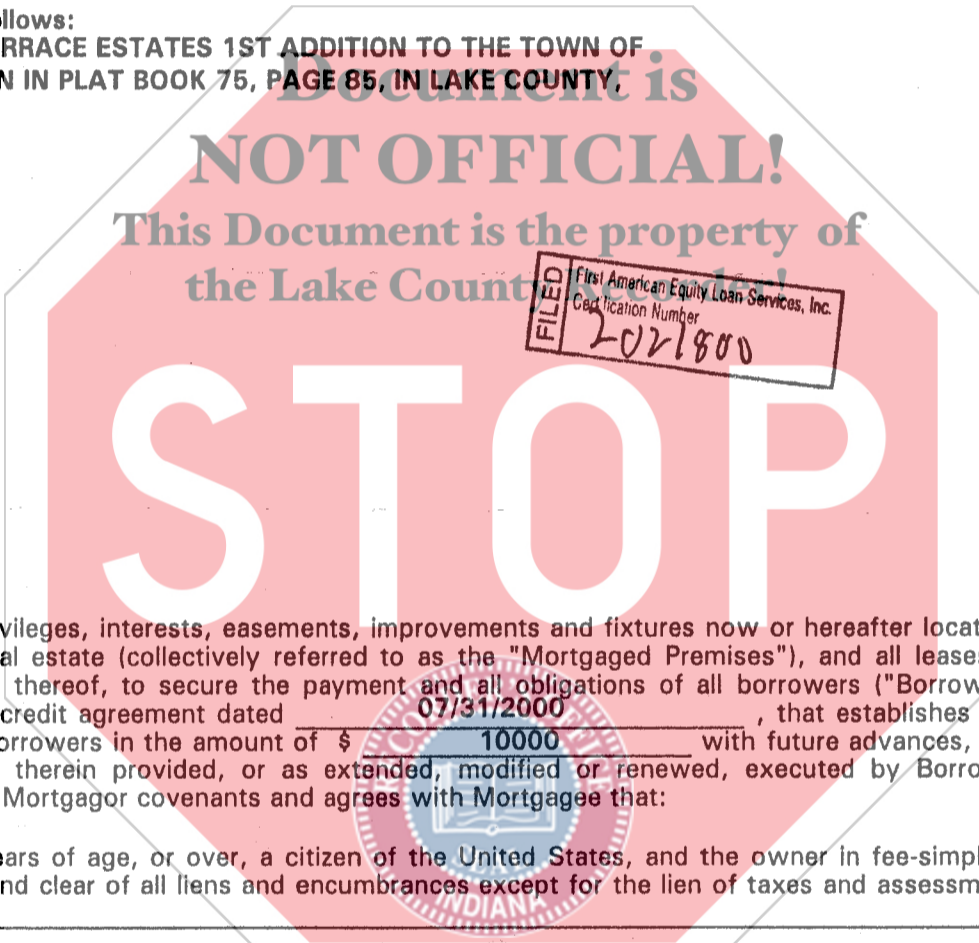 llows:
RRACE ESTATES 1ST ADDITION TO THE TOWN OF
N IN PLAT BOOK 75, PAGE 85, IN LAKE COUNTY,
Document is
NOT OFFICIAL!
This Document is the property of
the Lake County Recorder!
FILED
First American Equity Loan Services, Inc.
Certification Number
2021800
STOP
vileges, interests, easements, improvements and fixtures now or hereafter locat
al estate (collectively referred to as the "Mortgaged Premises"), and all leases
thereof, to secure the payment and all obligations of all borrowers ("Borrow
credit agreement dated 07/31/2000 , that establishes
orrowers in the amount of $ 10000 with future advances,
therein provided, or as extended, modified or renewed, executed by Borro
Mortgagor covenants and agrees with Mortgagee that:
ears of age, or over, a citizen of the United States, and the owner in fee-simpl
nd clear of all liens and encumbrances except for the lien of taxes and assessm
RECORDER'S OFFICE
SEAL
INDIANA